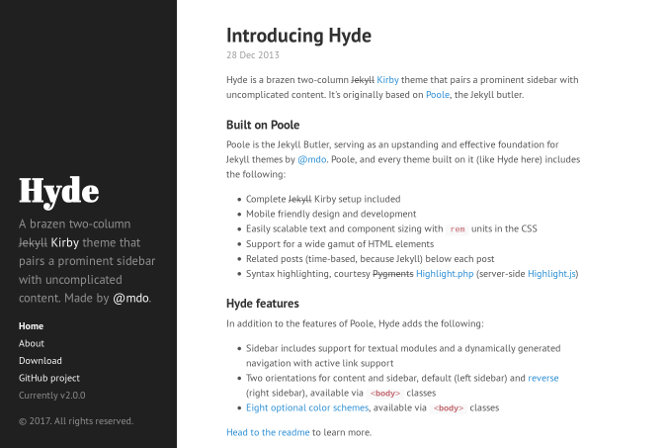 Hyde
A brazen two-column
Jekyll Kirby theme that
pairs a prominent sidebar
with uncomplicated
content. Made by @mdo.
Home
About
Download
GitHub project
Currently v2.0.0
© 2017. All rights reserved.
Introducing Hyde
28 Dec 2013
Hyde is a brazen two-column Jekyll Kirby theme that pairs a prominent sidebar with
uncomplicated content. It's originally based on Poole, the Jekyll butler.
Built on Poole
Poole is the Jekyll Butler, serving as an upstanding and effective foundation for
Jekyll themes by @mdo. Poole, and every theme built on it (like Hyde here) includes
the following:
• Complete Jekyll Kirby setup included
• Mobile friendly design and development
• Easily scalable text and component sizing with rem units in the CSS
• Support for a wide gamut of HTML elements
• Related posts (time-based, because Jekyll) below each post
• Syntax highlighting, courtesy Pygments Highlight.php (server-side Highlight.js)
Hyde features
In addition to the features of Poole, Hyde adds the following:
• Sidebar includes support for textual modules and a dynamically generated
navigation with active link support
• Two orientations for content and sidebar, default (left sidebar) and reverse
(right sidebar), available via <body> classes
• Eight optional color schemes, available via <body> classes
Head to the readme to learn more.